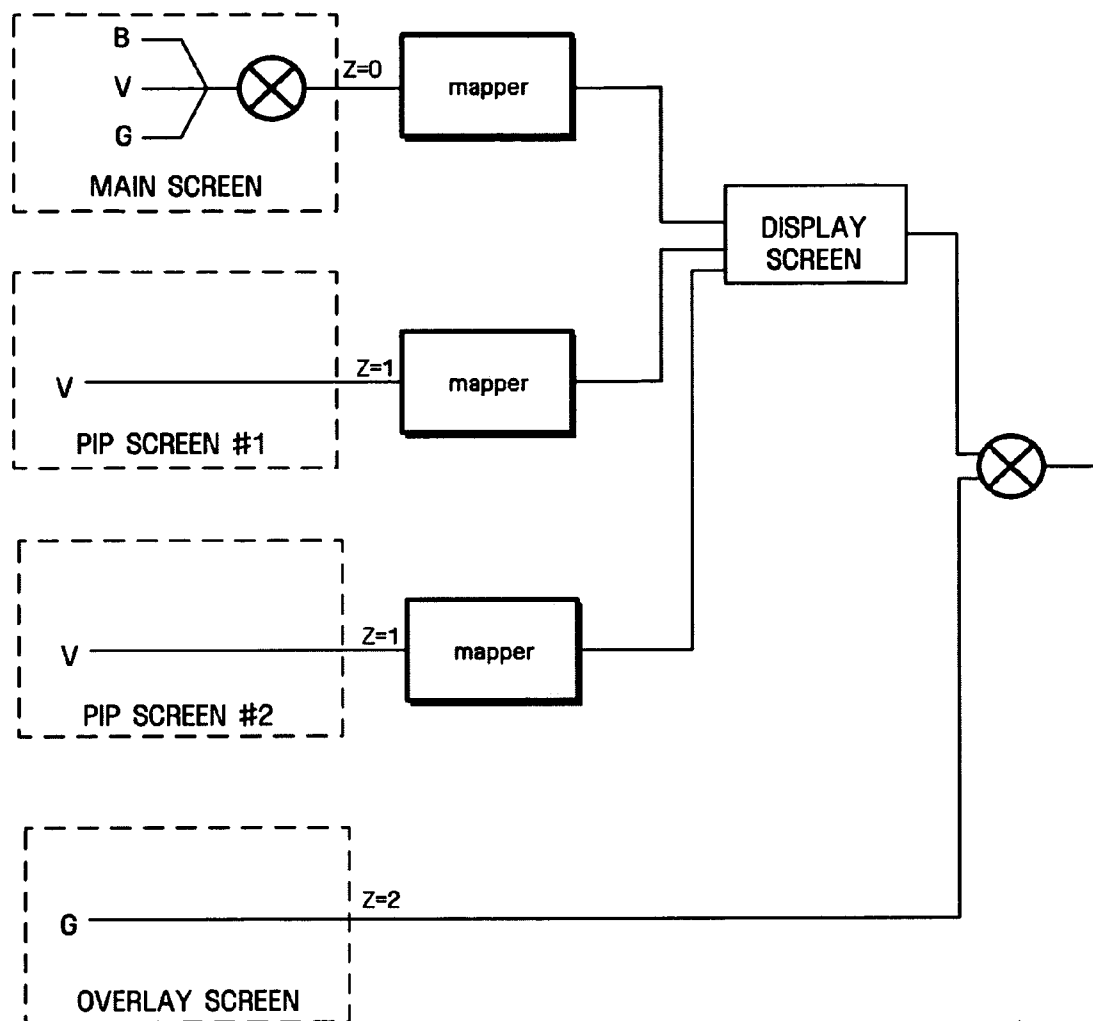 B
V
G
MAIN SCREEN
Z=0
mapper
DISPLAY
SCREEN
V
PIP SCREEN #1
Z=1
mapper
V
PIP SCREEN #2
Z=1
mapper
G
OVERLAY SCREEN
Z=2